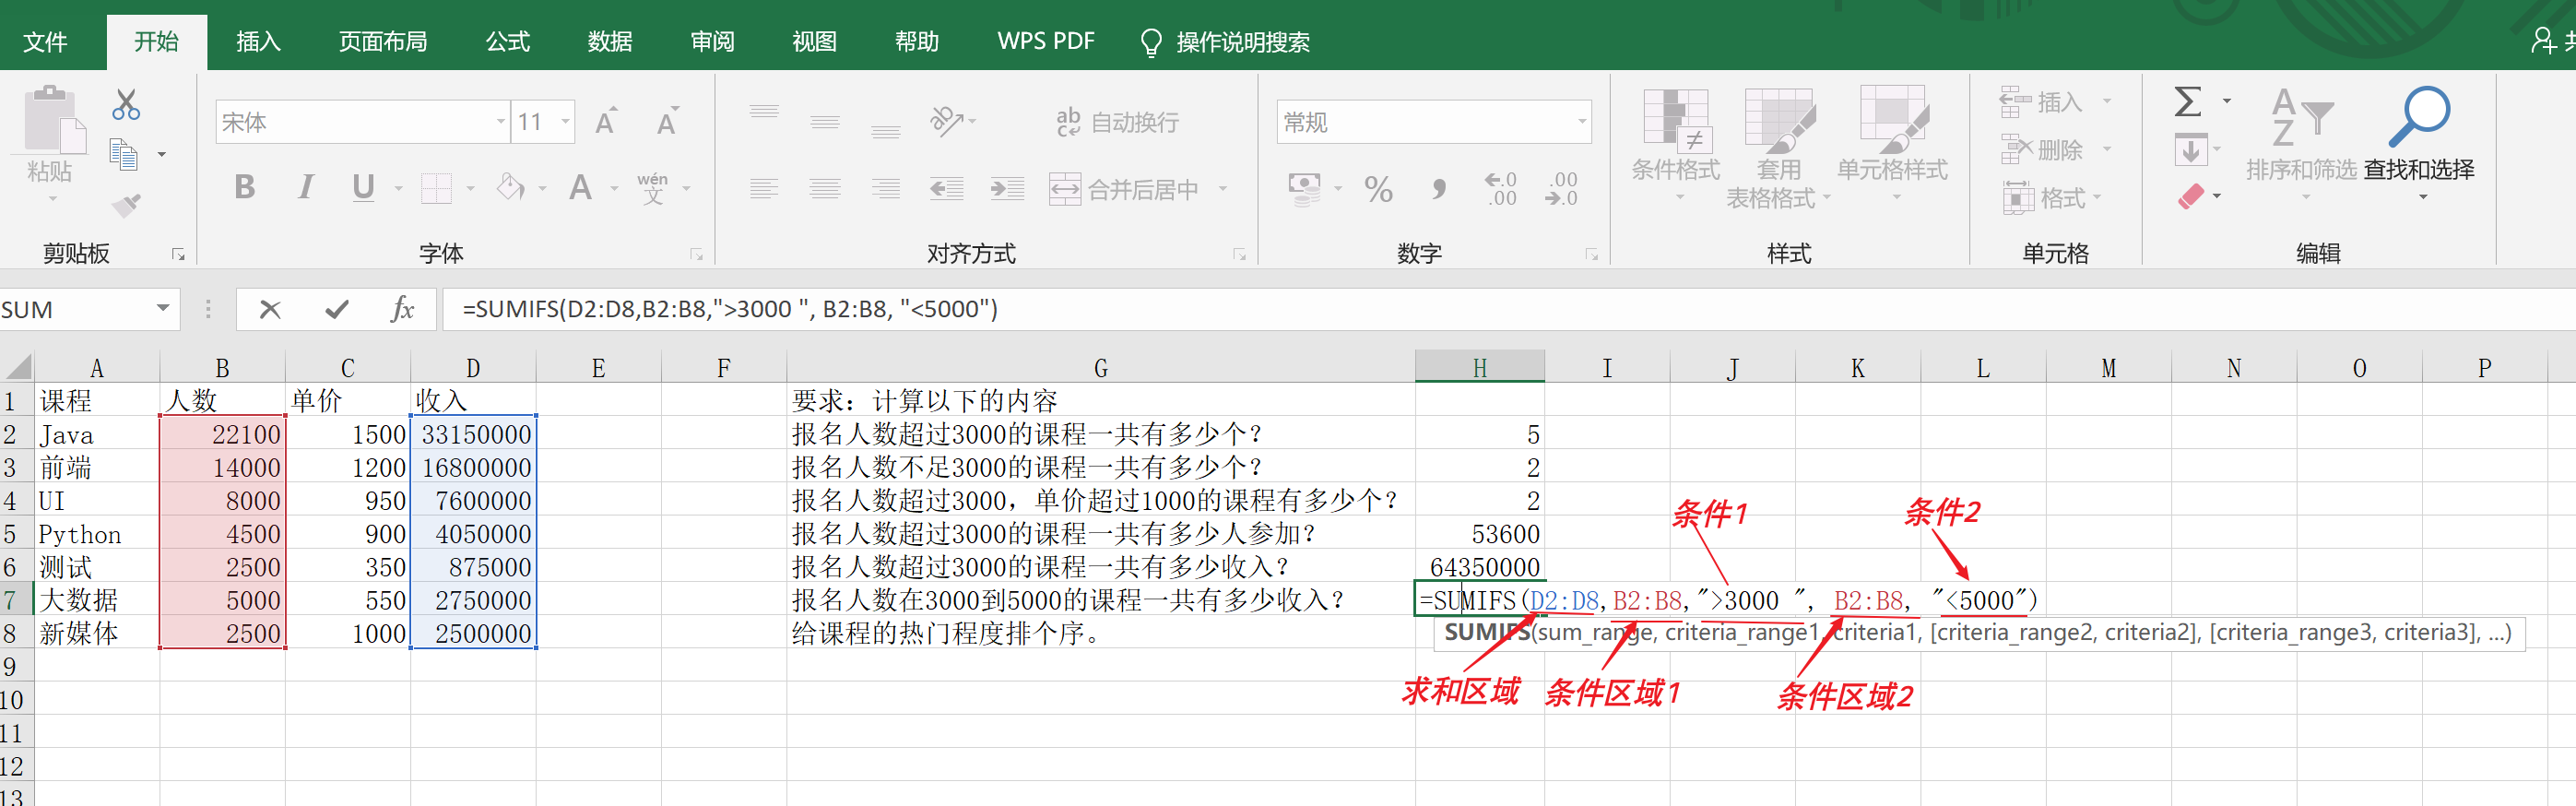 文件 开始 插入 页面布局 公式 数据 审阅 视图 帮助 WPS PDF 操作说明搜索
粘贴
剪贴板
宋体 11 A A
B I U A wén 文
字体
ab 自动换行
合并后居中
对齐方式
常规
% , .00
数字
条件格式 套用 表格格式 单元格样式
样式
插入
删除
格式
单元格
Σ
排序和筛选 查找和选择
编辑
SUM fx =SUMIFS(D2:D8,B2:B8,">3000 ", B2:B8, "<5000")
A B C D E F G H I J K L M N O P
1 课程 人数 单价 收入 要求：计算以下的内容
2 Java 22100 1500 33150000 报名人数超过3000的课程一共有多少个？ 5
3 前端 14000 1200 16800000 报名人数不足3000的课程一共有多少个？ 2
4 UI 8000 950 7600000 报名人数超过3000，单价超过1000的课程有多少个？ 2
条件1 条件2
5 Python 4500 900 4050000 报名人数超过3000的课程一共有多少人参加？ 53600
6 测试 2500 350 875000 报名人数超过3000的课程一共有多少收入？ 64350000
7 大数据 5000 550 2750000 报名人数在3000到5000的课程一共有多少收入？ =SUMIFS(D2:D8,B2:B8,">3000 ", B2:B8, "<5000")
8 新媒体 2500 1000 2500000 给课程的热门程度排个序。
SUMIFS(sum_range, criteria_range1, criteria1, [criteria_range2, criteria2], [criteria_range3, criteria3], ...)
9
求和区域 条件区域1 条件区域2
10
11
12
13